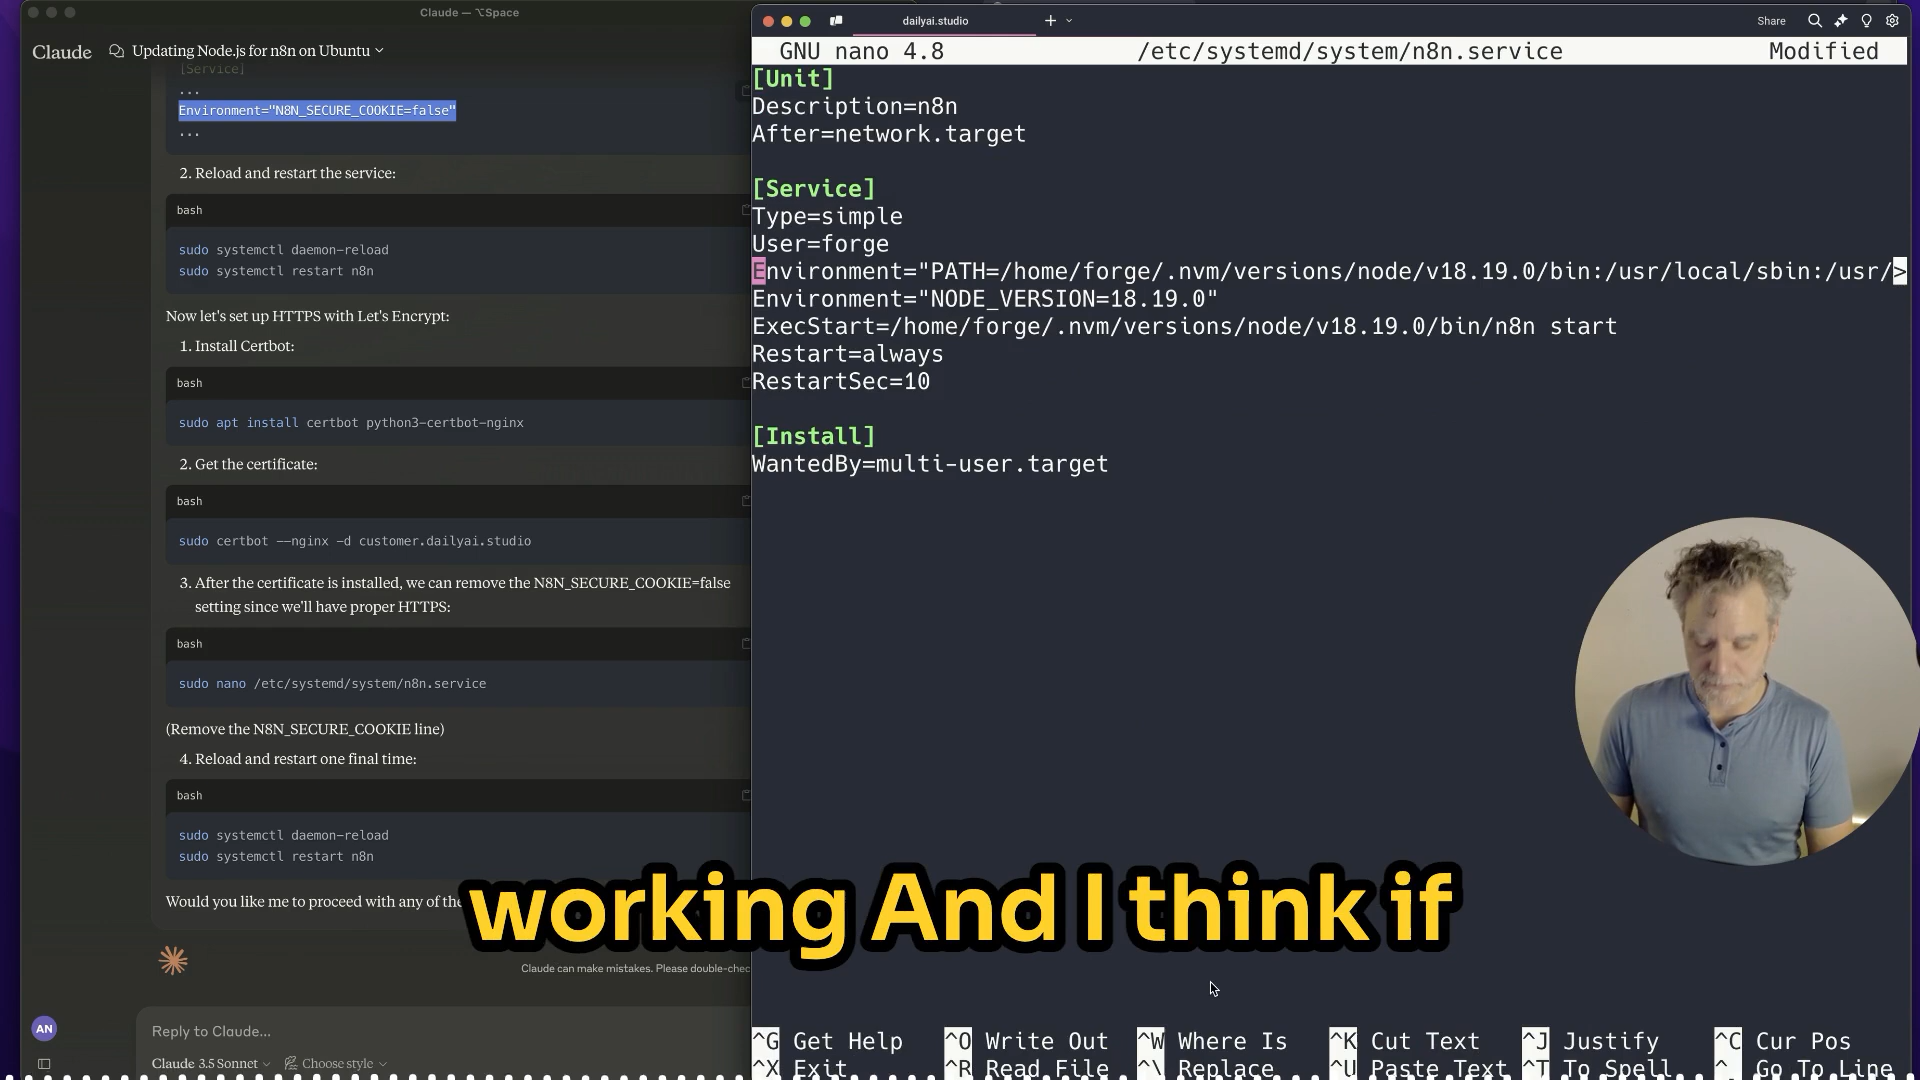 Claude — ⌥Space
Claude
Updating Node.js for n8n on Ubuntu
[Service]
...
Environment="N8N_SECURE_COOKIE=false"
...
2. Reload and restart the service:
bash
sudo systemctl daemon-reload
sudo systemctl restart n8n
Now let's set up HTTPS with Let's Encrypt:
1. Install Certbot:
bash
sudo apt install certbot python3-certbot-nginx
2. Get the certificate:
bash
sudo certbot --nginx -d customer.dailyai.studio
3. After the certificate is installed, we can remove the N8N_SECURE_COOKIE=false
setting since we'll have proper HTTPS:
bash
sudo nano /etc/systemd/system/n8n.service
(Remove the N8N_SECURE_COOKIE line)
4. Reload and restart one final time:
bash
sudo systemctl daemon-reload
sudo systemctl restart n8n
Would you like me to proceed with any of the
Claude can make mistakes. Please double-chec
AN
Reply to Claude...
Claude 3.5 Sonnet
Choose style
dailyai.studio
Share
GNU nano 4.8 /etc/systemd/system/n8n.service Modified
[Unit]
Description=n8n
After=network.target
[Service]
Type=simple
User=forge
Environment="PATH=/home/forge/.nvm/versions/node/v18.19.0/bin:/usr/local/sbin:/usr/>
Environment="NODE_VERSION=18.19.0"
ExecStart=/home/forge/.nvm/versions/node/v18.19.0/bin/n8n start
Restart=always
RestartSec=10
[Install]
WantedBy=multi-user.target
working And I think if
^G Get Help ^O Write Out ^W Where Is ^K Cut Text ^J Justify ^C Cur Pos
^X Exit ^R Read File ^\ Replace ^U Paste Text ^T To Spell ^_ Go To Line